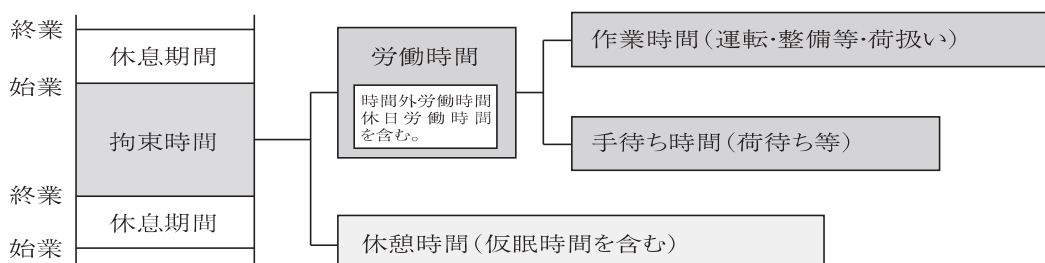 終業
休息期間
始業
拘束時間
終業
休息期間
始業
労働時間
時間外労働時間
休日労働時間
を含む。
作業時間（運転・整備等・荷扱い）
手待ち時間（荷待ち等）
休憩時間（仮眠時間を含む）